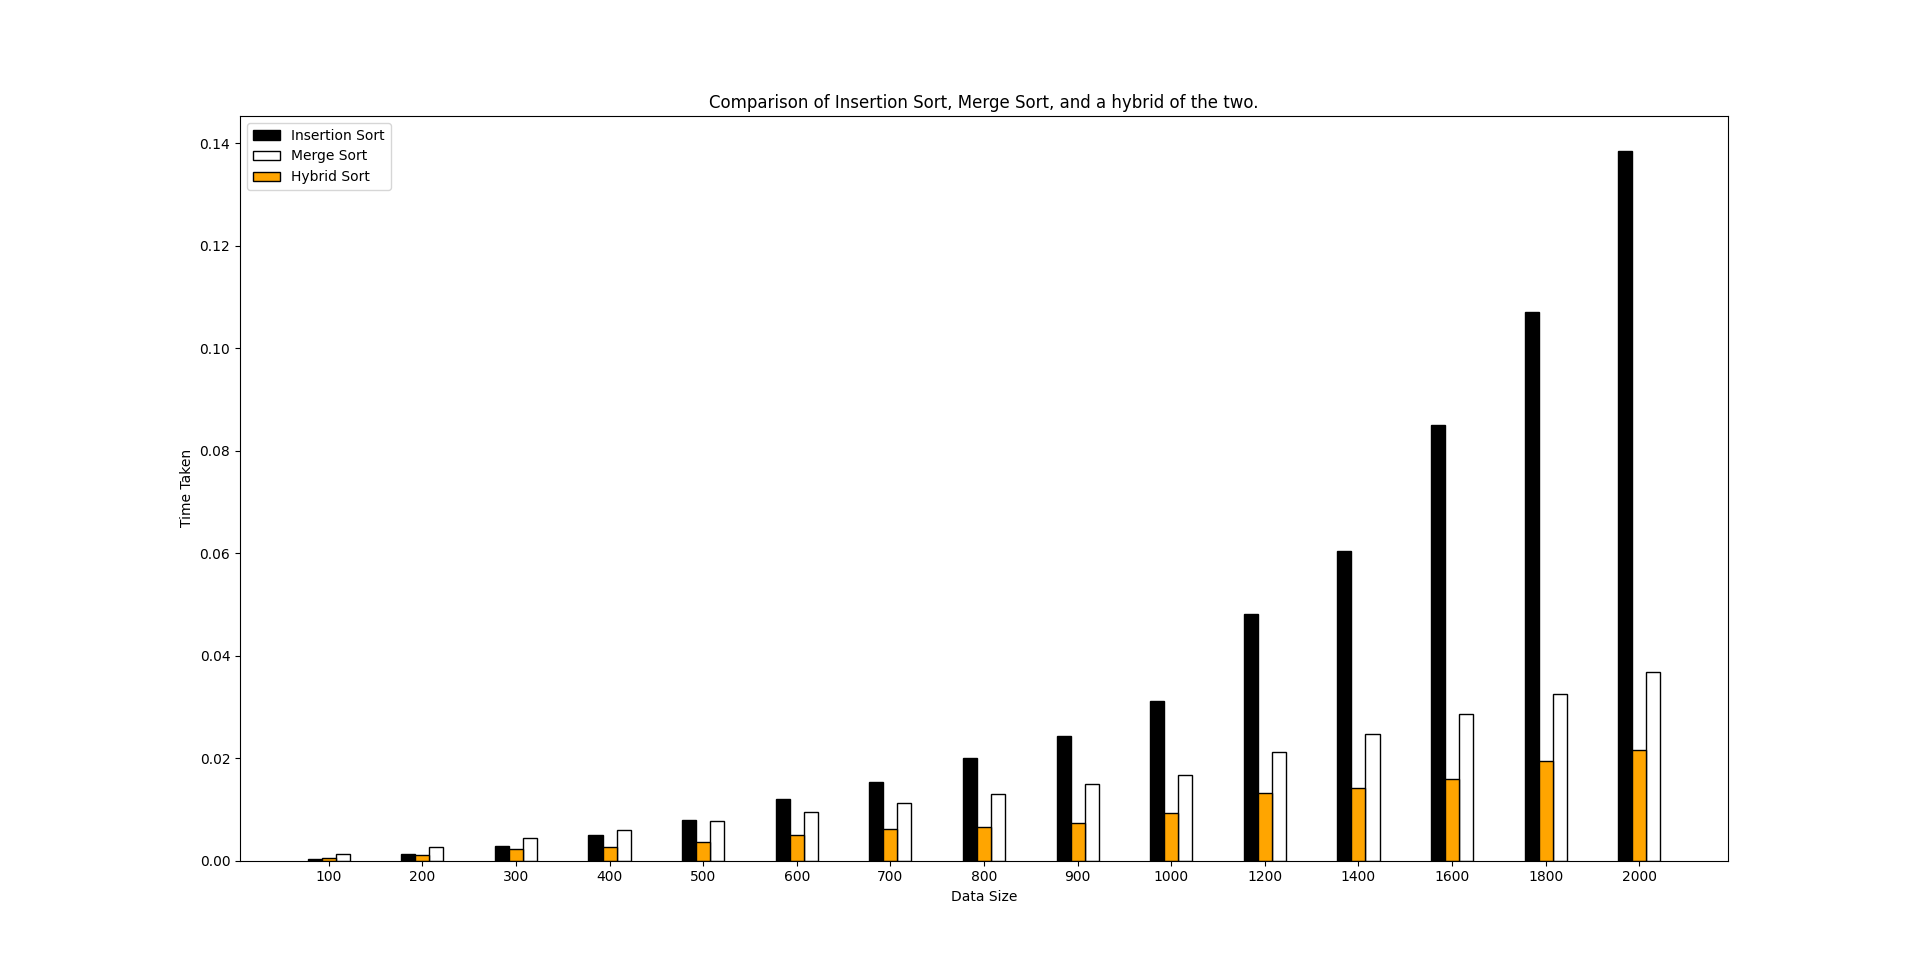 Comparison of Insertion Sort, Merge Sort, and a hybrid of the two.
Insertion Sort
Merge Sort
Hybrid Sort
0.14
0.12
0.10
0.08
0.06
0.04
0.02
0.00
Time Taken
100 200 300 400 500 600 700 800 900 1000 1200 1400 1600 1800 2000
Data Size